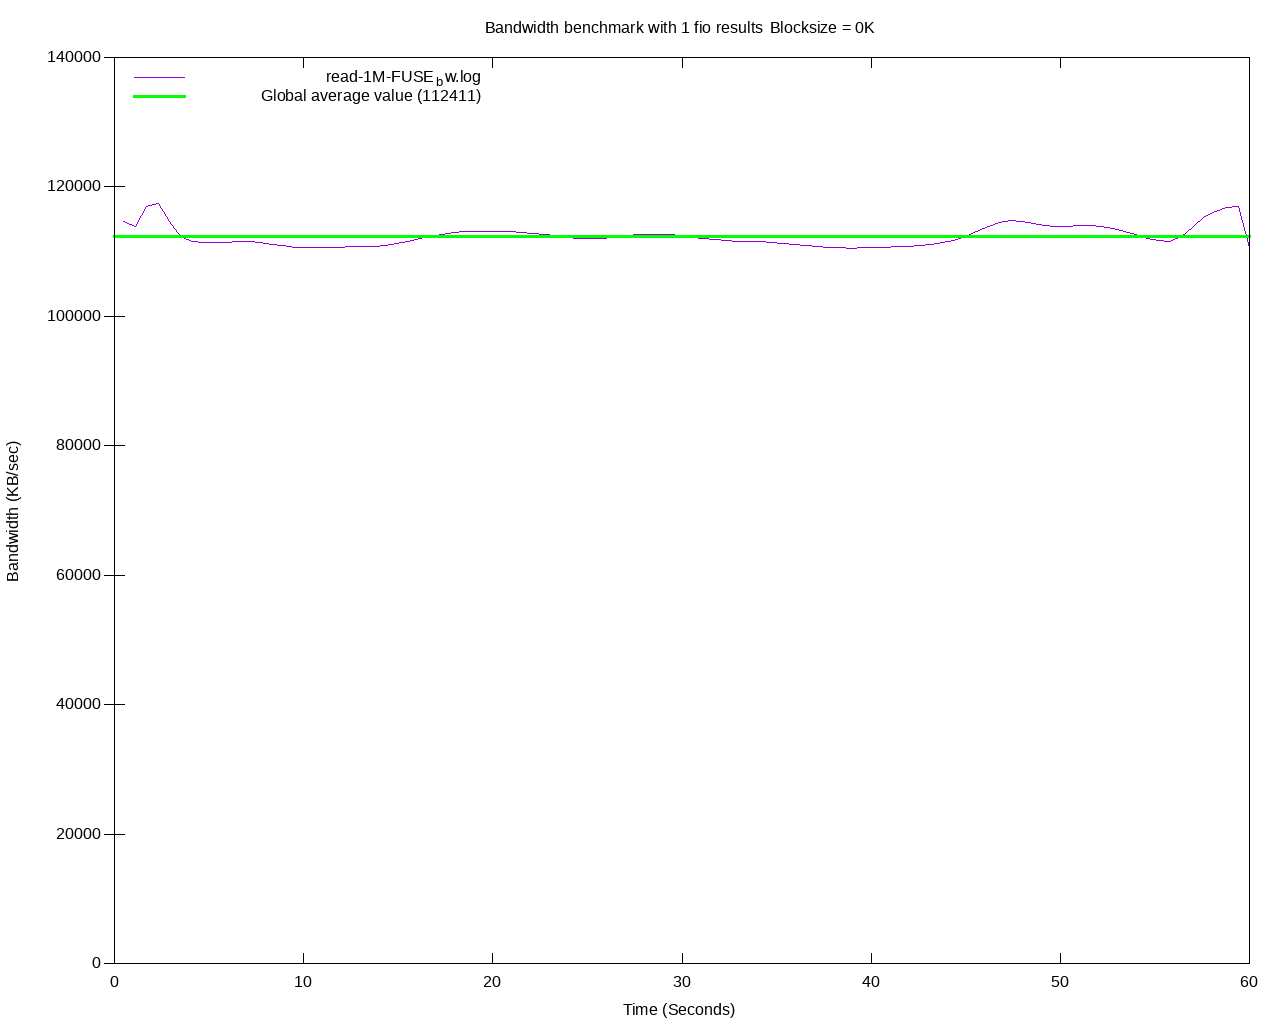 Bandwidth benchmark with 1 fio results Blocksize = 0K
140000
read-1M-FUSEbw.log
Global average value (112411)
120000
100000
80000
60000
40000
20000
0
Bandwidth (KB/sec)
0 10 20 30 40 50 60
Time (Seconds)